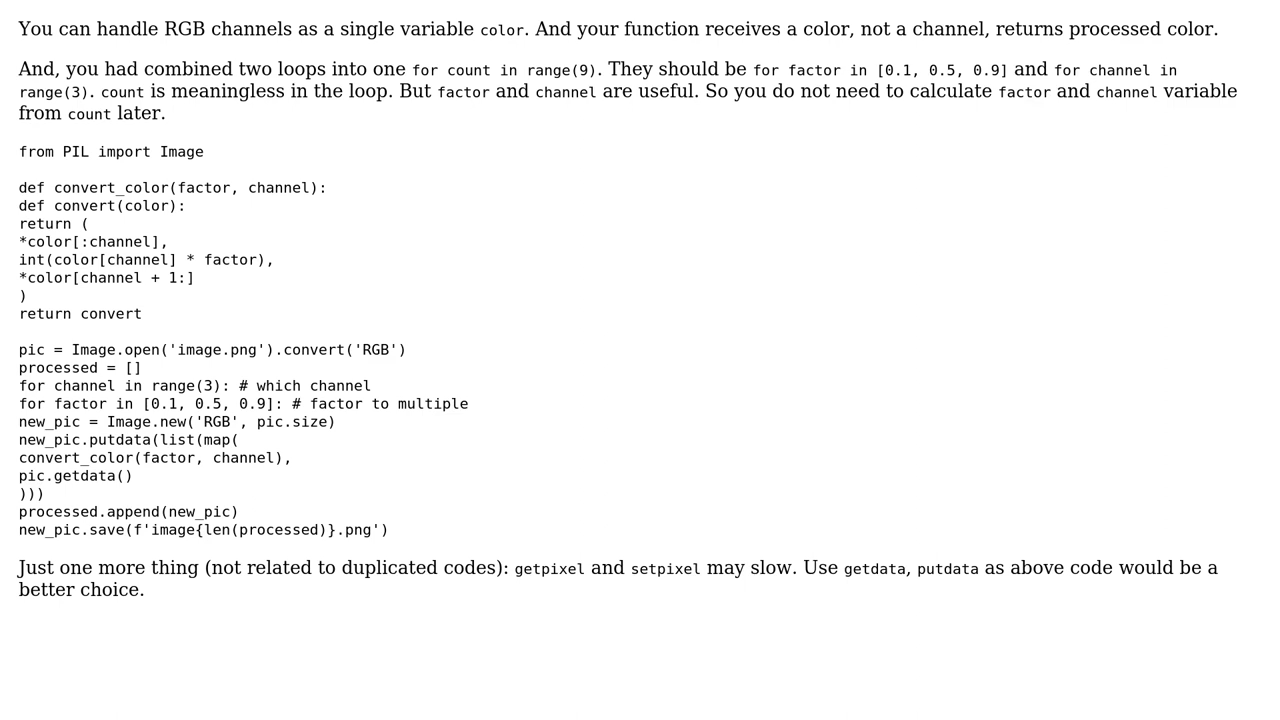 You can handle RGB channels as a single variable color. And your function receives a color, not a channel, returns processed color.
And, you had combined two loops into one for count in range(9). They should be for factor in [0.1, 0.5, 0.9] and for channel in
range(3). count is meaningless in the loop. But factor and channel are useful. So you do not need to calculate factor and channel variable
from count later.
from PIL import Image
def convert_color(factor, channel):
def convert(color):
return (
*color[:channel],
int(color[channel] * factor),
*color[channel + 1:]
)
return convert
pic = Image.open('image.png').convert('RGB')
processed = []
for channel in range(3): # which channel
for factor in [0.1, 0.5, 0.9]: # factor to multiple
new_pic = Image.new('RGB', pic.size)
new_pic.putdata(list(map(
convert_color(factor, channel),
pic.getdata()
)))
processed.append(new_pic)
new_pic.save(f'image{len(processed)}.png')
Just one more thing (not related to duplicated codes): getpixel and setpixel may slow. Use getdata, putdata as above code would be a
better choice.